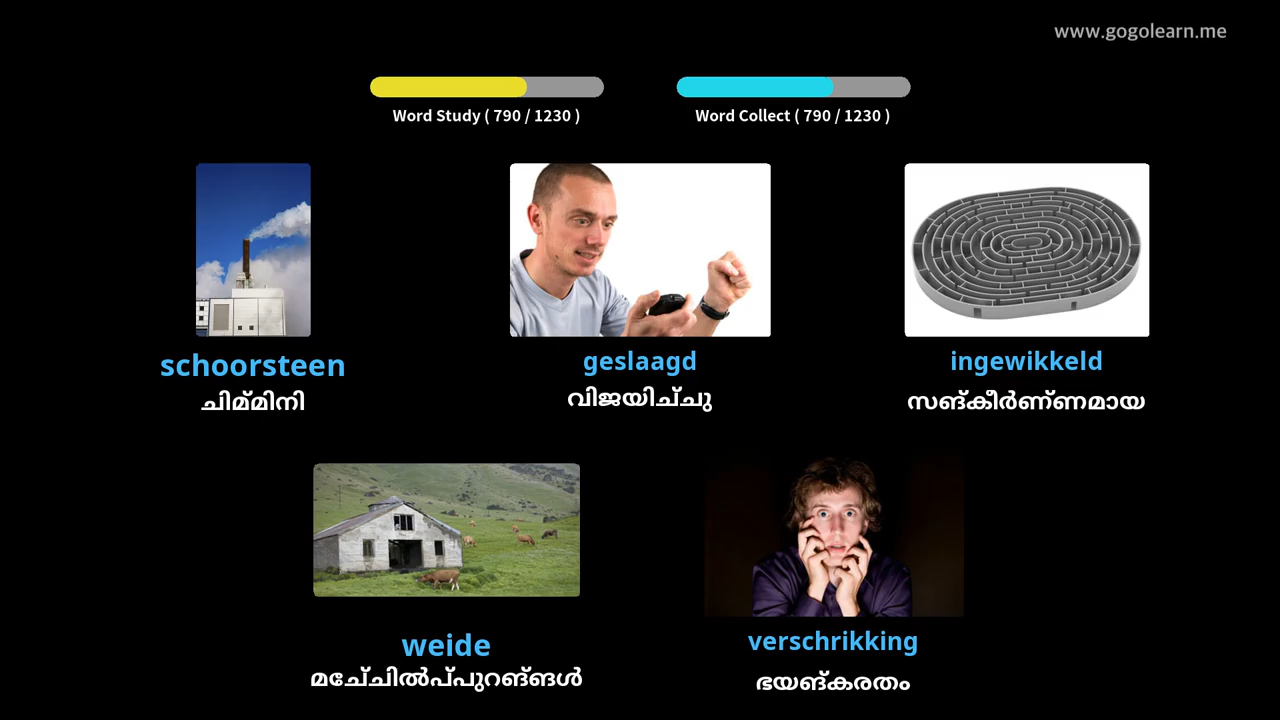 www.gogolearn.me
Word Study ( 790 / 1230 )
Word Collect ( 790 / 1230 )
schoorsteen
ചിമ്മിനി
geslaagd
വിജയിച്ചു
ingewikkeld
സങ്കീർണ്ണമായ
weide
മേച്ചിൽപ്പുറങ്ങൾ
verschrikking
ഭയങ്കരതം